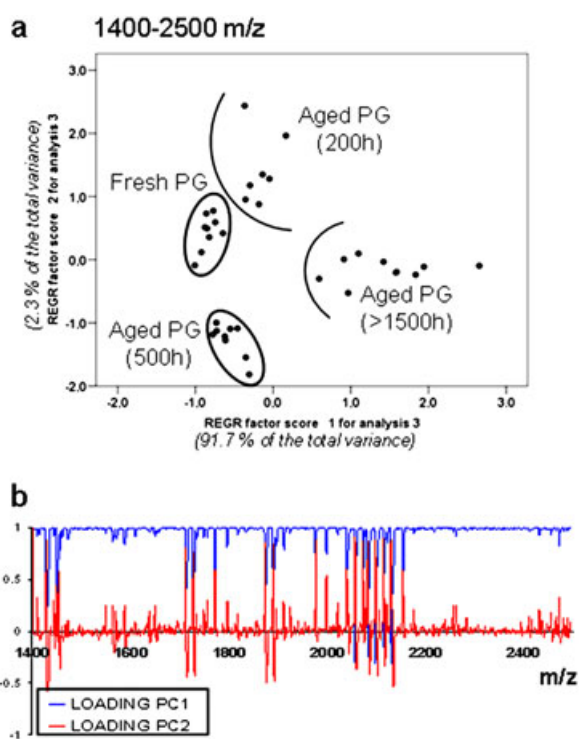 a 1400-2500 m/z
REGR factor score 2 for analysis 3
(2.3% of the total variance)
3.0
2.0
1.0
0.0
-1.0
-2.0
Aged PG
(200h)
Fresh PG
Aged PG
(>1500h)
Aged PG
(500h)
-2.0 -1.0 0.0 1.0 2.0 3.0
REGR factor score 1 for analysis 3
(91.7 % of the total variance)
b
1
0.5
0
-0.5
-1
1400 1600 1800 2000 2200 2400
m/z
LOADING PC1
LOADING PC2